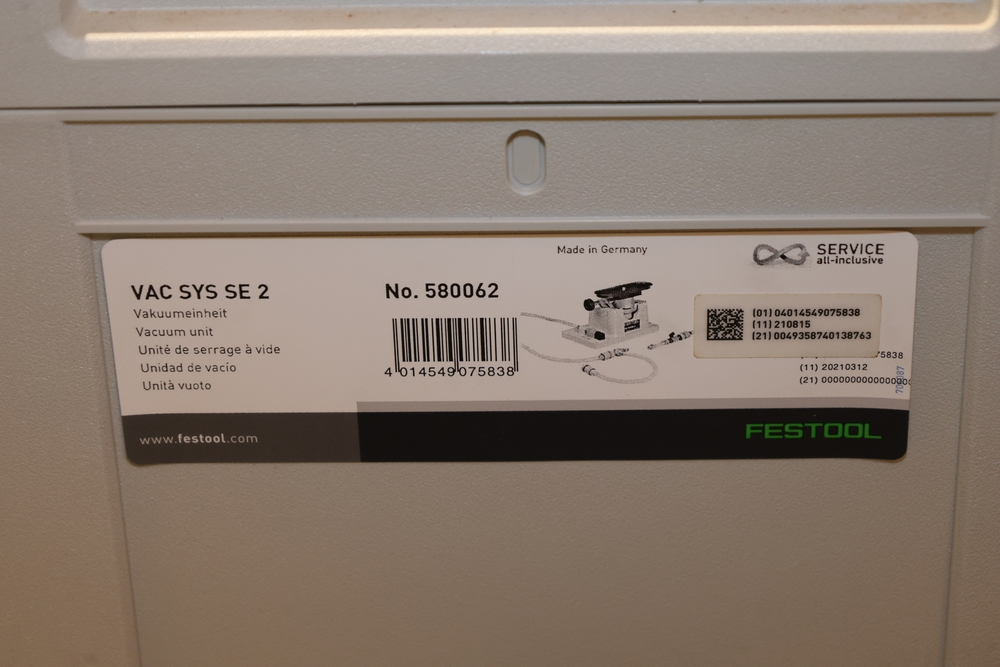 Made in Germany
SERVICE
all-inclusive
VAC SYS SE 2
Vakuumeinheit
Vacuum unit
Unité de serrage à vide
Unidad de vacío
Unità vuoto
No. 580062
4 014549 075838
(01) 04014549075838
(11) 210815
(21) 0049358740138763
75838
(11) 20210312
www.festool.com
FESTOOL